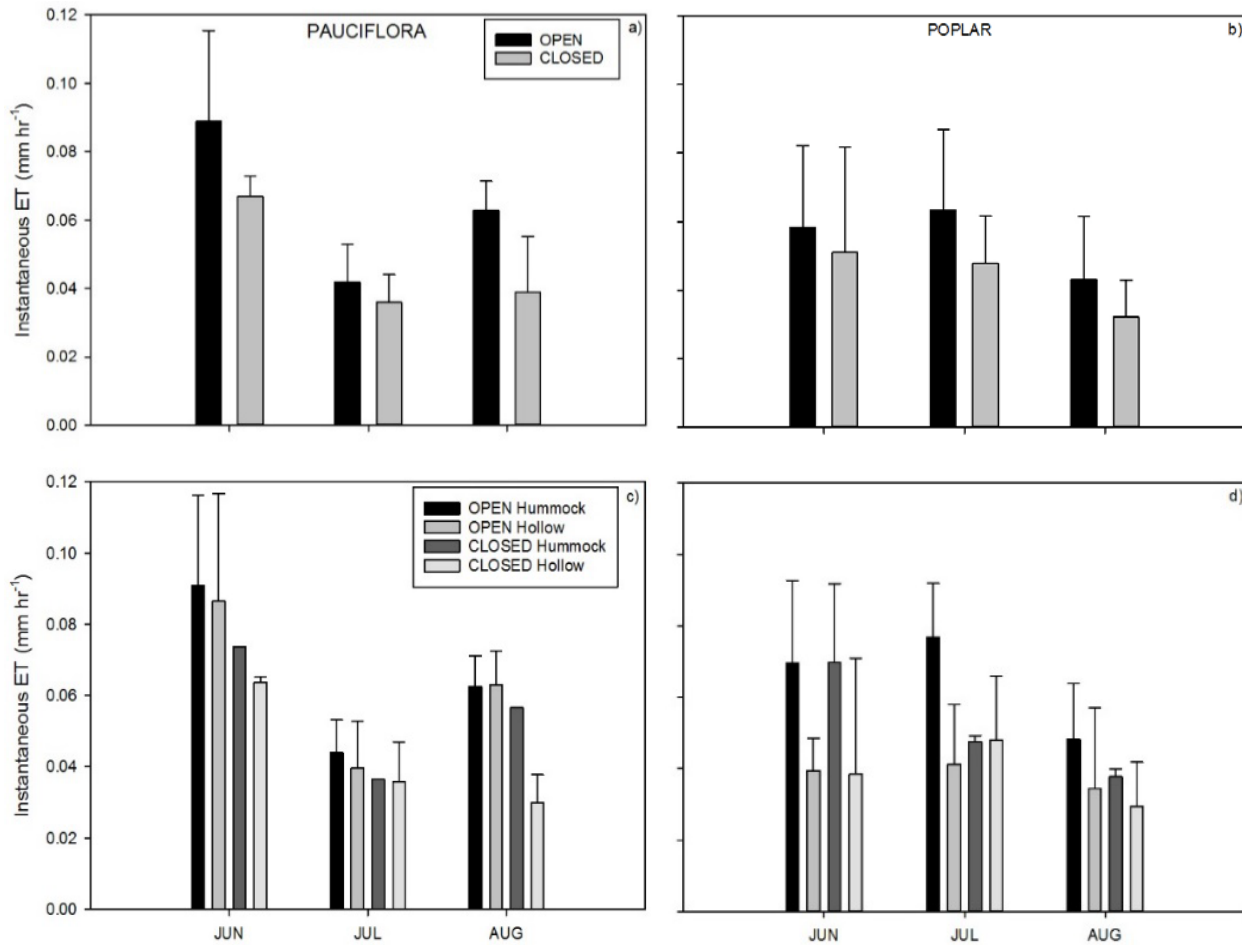 PAUCIFLORA
a)
OPEN
CLOSED
0.12
0.10
0.08
0.06
0.04
0.02
0.00
Instantaneous ET (mm hr-1)
POPLAR
b)
c)
OPEN Hummock
OPEN Hollow
CLOSED Hummock
CLOSED Hollow
0.12
0.10
0.08
0.06
0.04
0.02
0.00
Instantaneous ET (mm hr-1)
JUN
JUL
AUG
d)
JUN
JUL
AUG